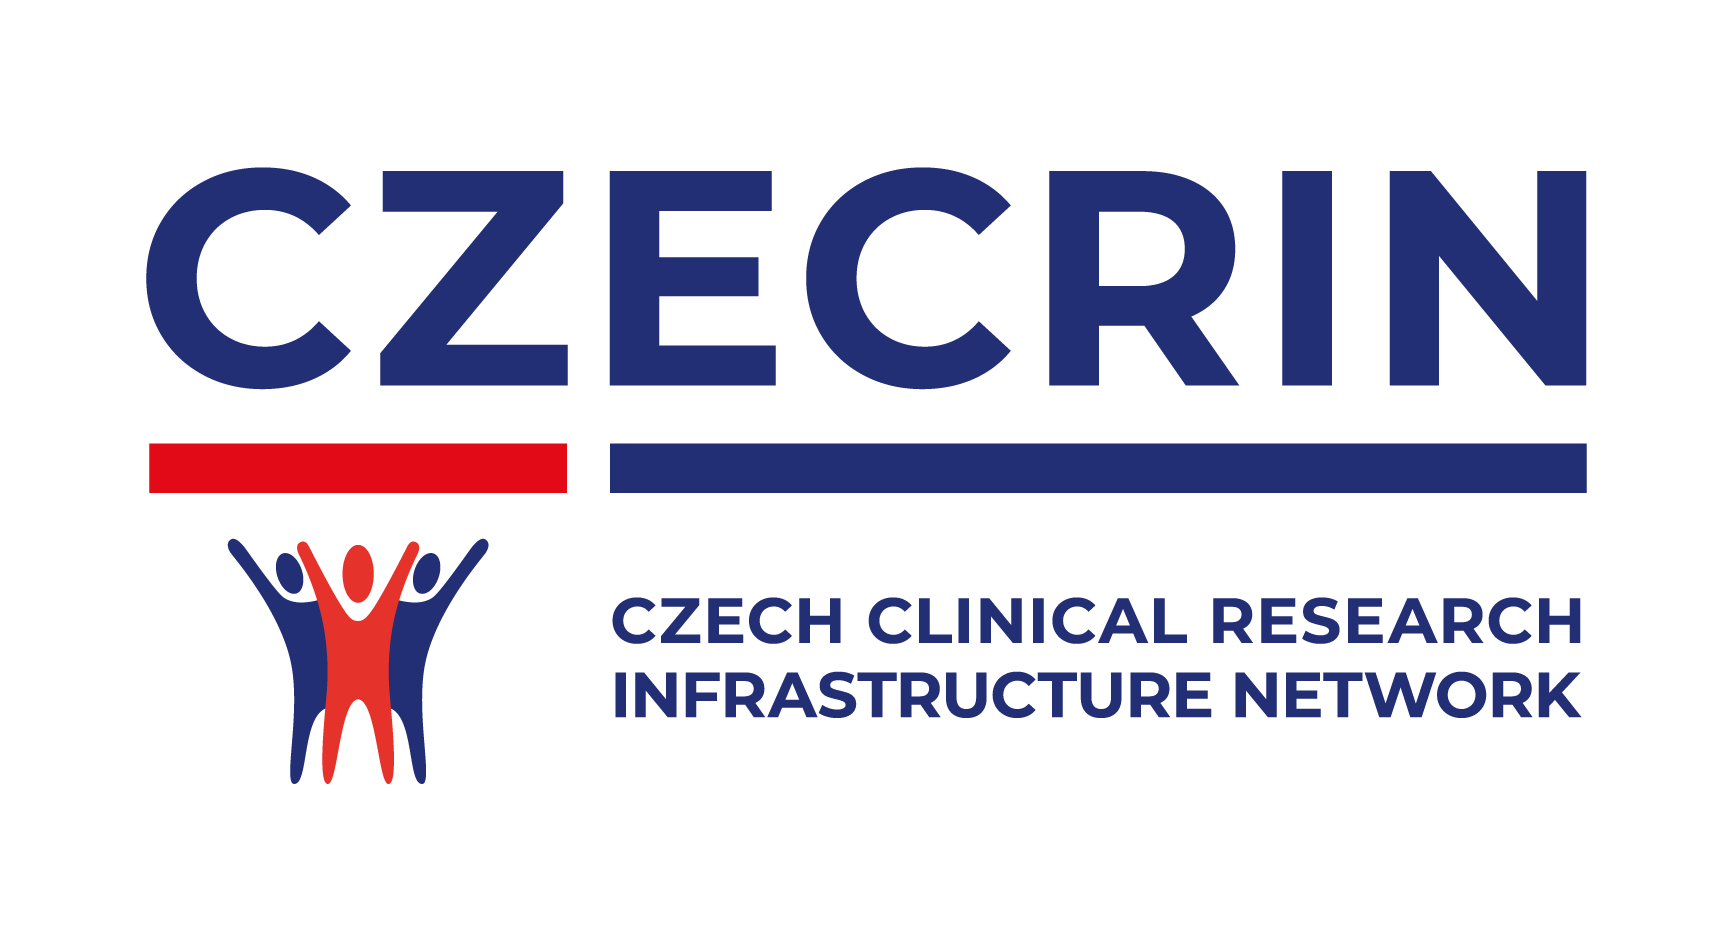 CZECRIN
CZECH CLINICAL RESEARCH
INFRASTRUCTURE NETWORK